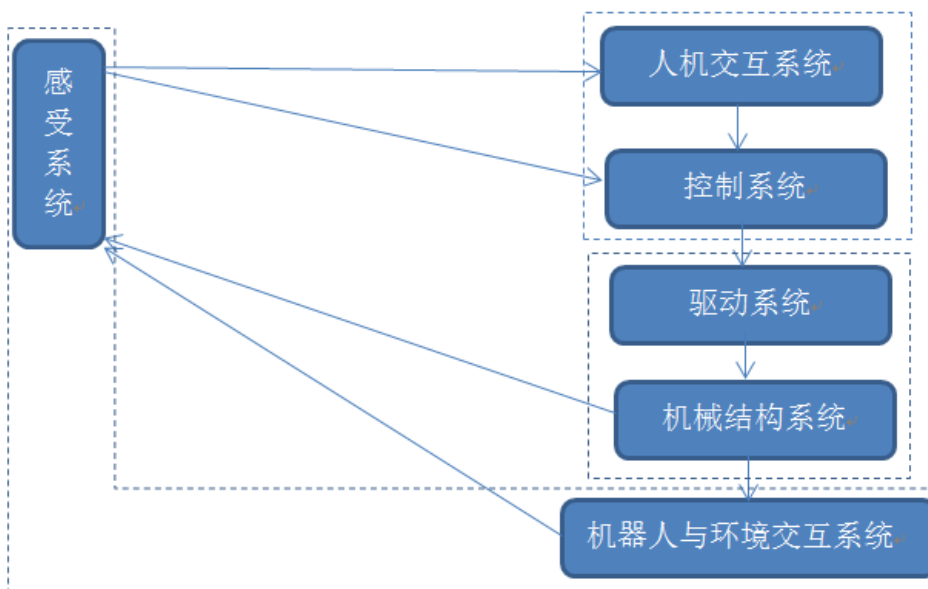 感受系统
人机交互系统
控制系统
驱动系统
机械结构系统
机器人与环境交互系统